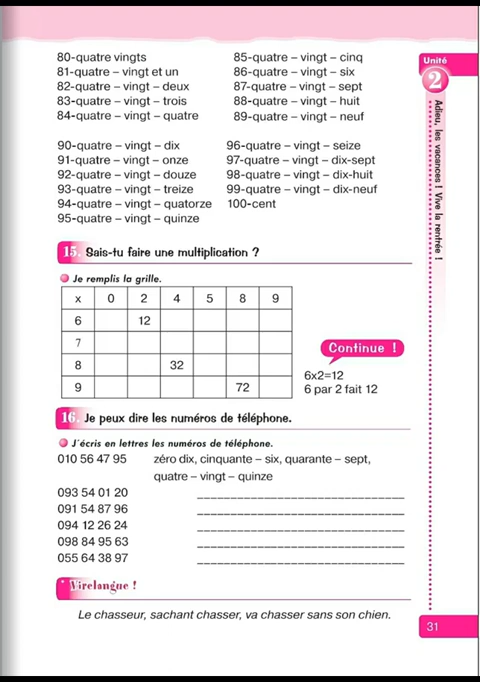 80-quatre vingts
81-quatre – vingt et un
82-quatre – vingt – deux
83-quatre – vingt – trois
84-quatre – vingt – quatre
85-quatre – vingt – cinq
86-quatre – vingt – six
87-quatre – vingt – sept
88-quatre – vingt – huit
89-quatre – vingt – neuf
90-quatre – vingt – dix
91-quatre – vingt – onze
92-quatre – vingt – douze
93-quatre – vingt – treize
94-quatre – vingt – quatorze
95-quatre – vingt – quinze
96-quatre – vingt – seize
97-quatre – vingt – dix-sept
98-quatre – vingt – dix-huit
99-quatre – vingt – dix-neuf
100-cent
Unité
2
Adieu, les vacances ! Vive la rentrée !
15. Sais-tu faire une multiplication ?
Je remplis la grille.
x 0 2 4 5 8 9
6 12
7
8 32
9 72
Continue !
6x2=12
6 par 2 fait 12
16. Je peux dire les numéros de téléphone.
J'écris en lettres les numéros de téléphone.
010 56 47 95 zéro dix, cinquante – six, quarante – sept,
quatre – vingt – quinze
093 54 01 20
091 54 87 96
094 12 26 24
098 84 95 63
055 64 38 97
Virelangue !
Le chasseur, sachant chasser, va chasser sans son chien.
31